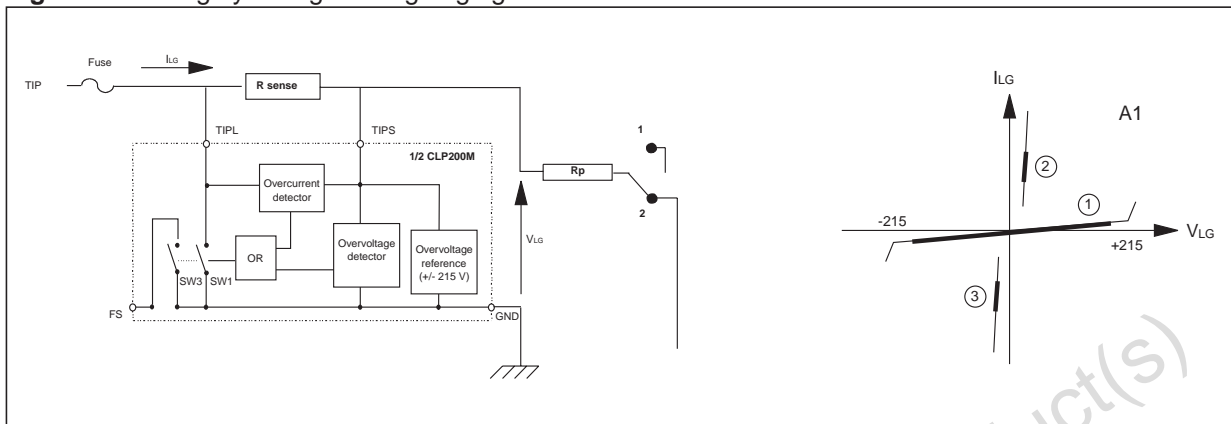 TIP
Fuse
ILG
R sense
TIPL
TIPS
1/2 CLP200M
Overcurrent
detector
OR
Overvoltage
detector
Overvoltage
reference
(+/- 215 V)
SW3
SW1
FS
GND
VLG
Rp
1
2
ILG
A1
2
1
-215
+215
VLG
3